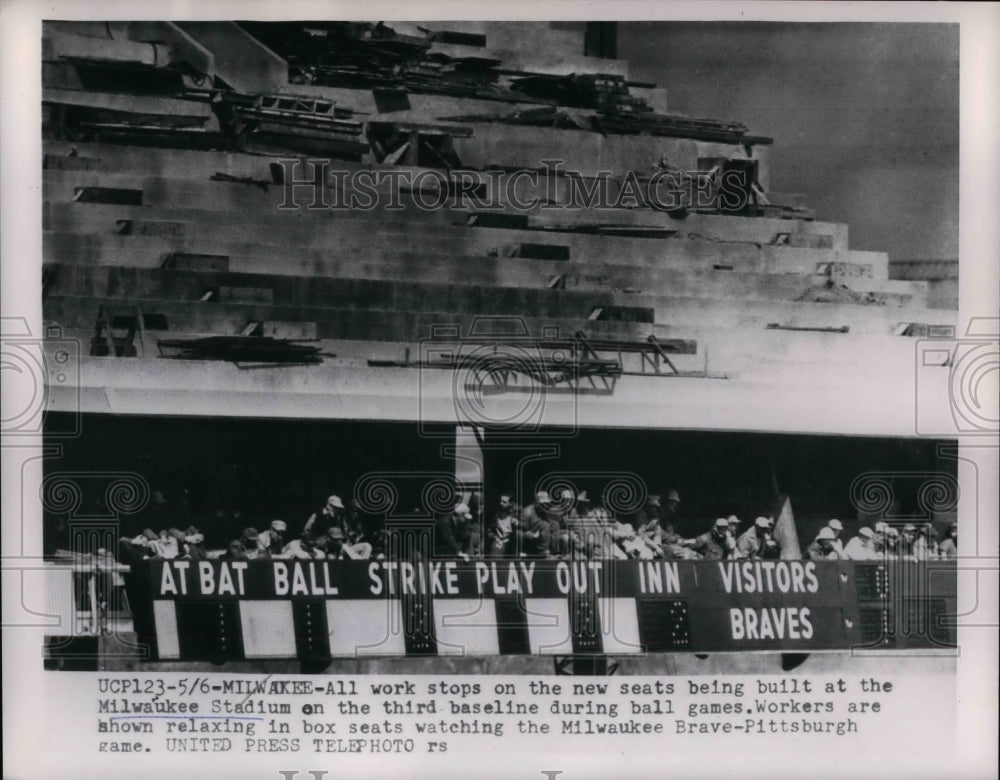 HISTORIC IMAGES
AT BAT BALL STRIKE PLAY OUT INN VISITORS
BRAVES
UCP123-5/6-MILWAKEE-All work stops on the new seats being built at the
Milwaukee Stadium on the third baseline during ball games.Workers are
shown relaxing in box seats watching the Milwaukee Brave-Pittsburgh
game. UNITED PRESS TELEPHOTO rs